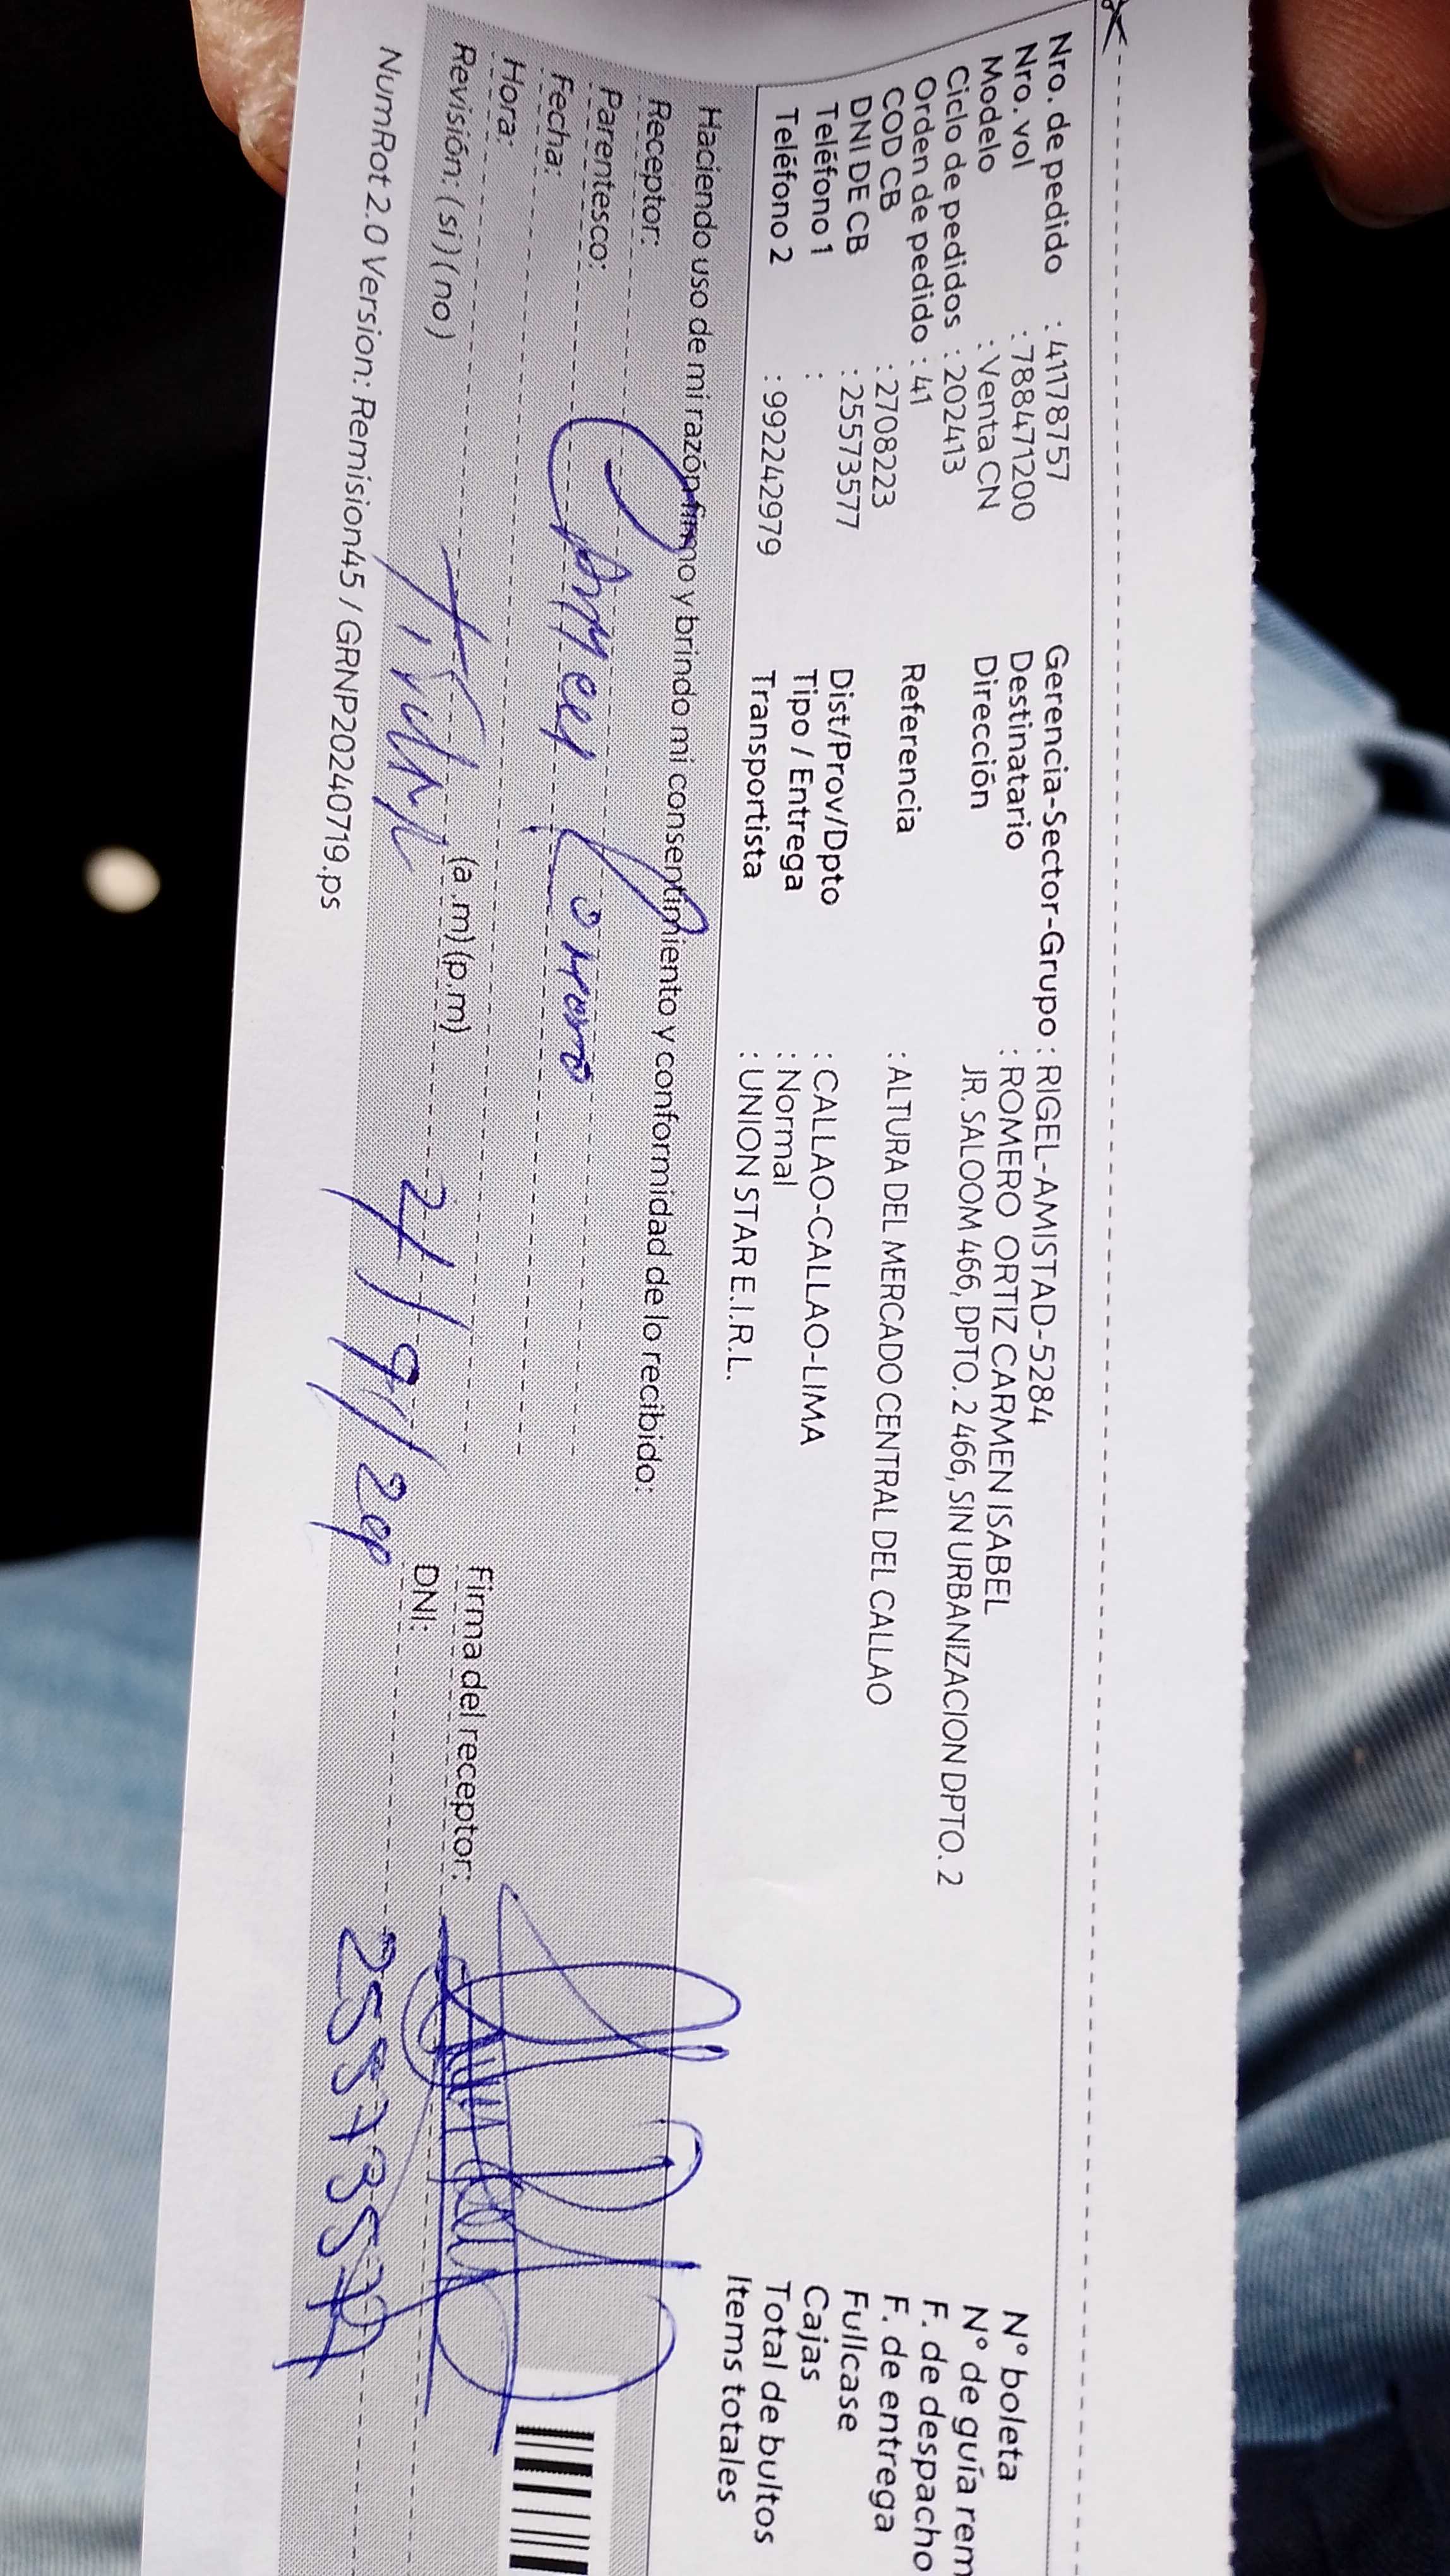 Nro. de pedido : 41178757
Nro. vol : 788471200
Modelo : Venta CN
Ciclo de pedidos : 202413
Orden de pedido : 41
COD CB : 2708223
DNI DE CB : 25573577
Teléfono 1 :
Teléfono 2 : 992242979
Gerencia-Sector-Grupo : RIGEL-AMISTAD-5284
Destinatario : ROMERO ORTIZ CARMEN ISABEL
Dirección JR. SALOOM 466, DPTO. 2 466, SIN URBANIZACION DPTO. 2
Referencia : ALTURA DEL MERCADO CENTRAL DEL CALLAO
Dist/Prov/Dpto : CALLAO-CALLAO-LIMA
Tipo / Entrega : Normal
Transportista : UNION STAR E.I.R.L.
N° boleta
N° de guía rem
F. de despacho
F. de entrega
Fullcase
Cajas
Total de bultos
Items totales
Haciendo uso de mi razón firmo y brindo mi consentimiento y conformidad de lo recibido:
Receptor:
Parentesco: Carmen Romero
Fecha:
Hora: (a.m)(p.m)
Revisión: (si) (no) Titular
Firma del receptor:
DNI: 25573577
NumRot 2.0 Version: Remision45 / GRNP20240719.ps